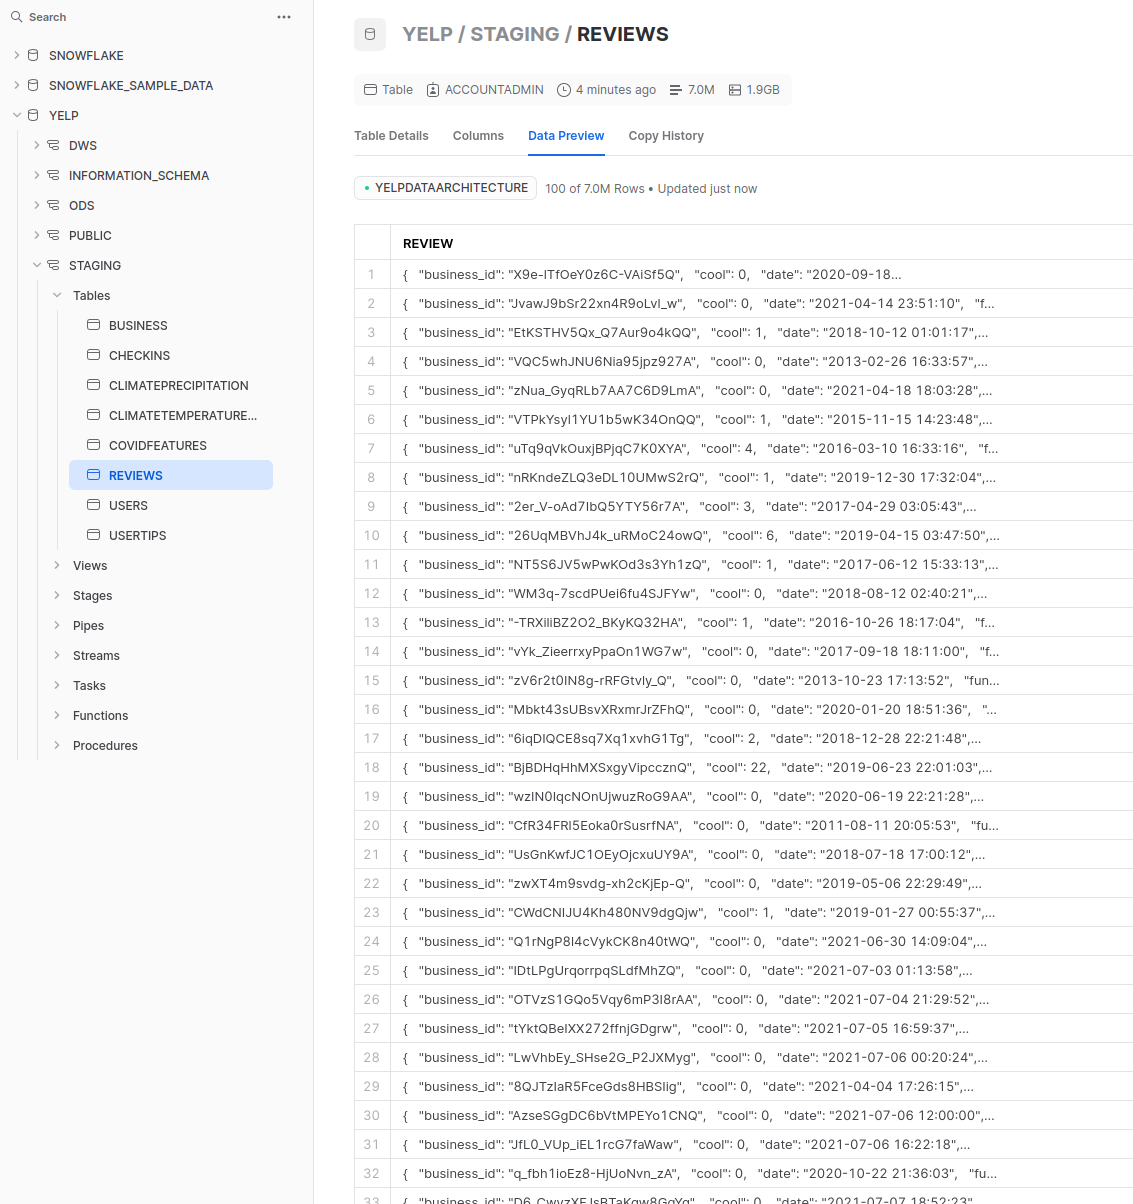 Search
SNOWFLAKE
SNOWFLAKE_SAMPLE_DATA
YELP
DWS
INFORMATION_SCHEMA
ODS
PUBLIC
STAGING
Tables
BUSINESS
CHECKINS
CLIMATEPRECIPITATION
CLIMATETEMPERATURE...
COVIDFEATURES
REVIEWS
USERS
USERTIPS
Views
Stages
Pipes
Streams
Tasks
Functions
Procedures
YELP / STAGING / REVIEWS
Table ACCOUNTADMIN 4 minutes ago 7.0M 1.9GB
Table Details Columns Data Preview Copy History
YELPDATAARCHITECTURE 100 of 7.0M Rows • Updated just now
REVIEW
1 { "business_id": "X9e-ITfOeY0z6C-VAiSf5Q", "cool": 0, "date": "2020-09-18...
2 { "business_id": "JvawJ9bSr22xn4R9oLvl_w", "cool": 0, "date": "2021-04-14 23:51:10", "f...
3 { "business_id": "EtKSTHV5Qx_Q7Aur9o4kQQ", "cool": 1, "date": "2018-10-12 01:01:17",...
4 { "business_id": "VQC5whJNU6Nia95jpz927A", "cool": 0, "date": "2013-02-26 16:33:57",...
5 { "business_id": "zNua_GyqRLb7AA7C6D9LmA", "cool": 0, "date": "2021-04-18 18:03:28",...
6 { "business_id": "VTPkYsyl1YU1b5wK34OnQQ", "cool": 1, "date": "2015-11-15 14:23:48",...
7 { "business_id": "uTq9qVkOuxjBPjqC7K0XYA", "cool": 4, "date": "2016-03-10 16:33:16", "f...
8 { "business_id": "nRKndeZLQ3eDL10UMwS2rQ", "cool": 1, "date": "2019-12-30 17:32:04",...
9 { "business_id": "2er_V-oAd7IbQ5YTY56r7A", "cool": 3, "date": "2017-04-29 03:05:43",...
10 { "business_id": "26UqMBVhJ4k_uRMoC24owQ", "cool": 6, "date": "2019-04-15 03:47:50",...
11 { "business_id": "NT5S6JV5wPwKOd3s3Yh1zQ", "cool": 1, "date": "2017-06-12 15:33:13",...
12 { "business_id": "WM3q-7scdPUei6fu4SJFYw", "cool": 0, "date": "2018-08-12 02:40:21",...
13 { "business_id": "-TRXiliBZ2O2_BKyKQ32HA", "cool": 1, "date": "2016-10-26 18:17:04", "f...
14 { "business_id": "vYk_ZieerrxyPpaOn1WG7w", "cool": 0, "date": "2017-09-18 18:11:00", "f...
15 { "business_id": "zV6r2t0IN8g-rRFGtvIy_Q", "cool": 0, "date": "2013-10-23 17:13:52", "fun...
16 { "business_id": "Mbkt43sUBsvXRxmrJrZFhQ", "cool": 0, "date": "2020-01-20 18:51:36", "...
17 { "business_id": "6iqDIQCE8sq7Xq1xvhG1Tg", "cool": 2, "date": "2018-12-28 22:21:48",...
18 { "business_id": "BjBDHqHhMXSxgyVipccznQ", "cool": 22, "date": "2019-06-23 22:01:03",...
19 { "business_id": "wzIN0IqcNOnUjwuzRoG9AA", "cool": 0, "date": "2020-06-19 22:21:28",...
20 { "business_id": "CfR34FRI5Eoka0rSusrfNA", "cool": 0, "date": "2011-08-11 20:05:53", "fu...
21 { "business_id": "UsGnKwfJC1OEyOjcxuUY9A", "cool": 0, "date": "2018-07-18 17:00:12",...
22 { "business_id": "zwXT4m9svdg-xh2cKjEp-Q", "cool": 0, "date": "2019-05-06 22:29:49",...
23 { "business_id": "CWdCNIJU4Kh480NV9dgQjw", "cool": 1, "date": "2019-01-27 00:55:37",...
24 { "business_id": "Q1rNgP8I4cVykCK8n40tWQ", "cool": 0, "date": "2021-06-30 14:09:04",...
25 { "business_id": "IDtLPgUrqorrpqSLdfMhZQ", "cool": 0, "date": "2021-07-03 01:13:58",...
26 { "business_id": "OTVzS1GQo5Vqy6mP3I8rAA", "cool": 0, "date": "2021-07-04 21:29:52",...
27 { "business_id": "tYktQBeIXX272ffnjGDgrw", "cool": 0, "date": "2021-07-05 16:59:37",...
28 { "business_id": "LwVhbEy_SHse2G_P2JXMyg", "cool": 0, "date": "2021-07-06 00:20:24",...
29 { "business_id": "8QJTzIaR5FceGds8HBSIig", "cool": 0, "date": "2021-04-04 17:26:15",...
30 { "business_id": "AzseSGgDC6bVtMPEYo1CNQ", "cool": 0, "date": "2021-07-06 12:00:00",...
31 { "business_id": "JfL0_VUp_iEL1rcG7faWaw", "cool": 0, "date": "2021-07-06 16:22:18",...
32 { "business_id": "q_fbh1ioEz8-HjUoNvn_zA", "cool": 0, "date": "2020-10-22 21:36:03", "fu...
33 { "business_id": "cool": 0, "date": "2021-07-07 18:52:23"